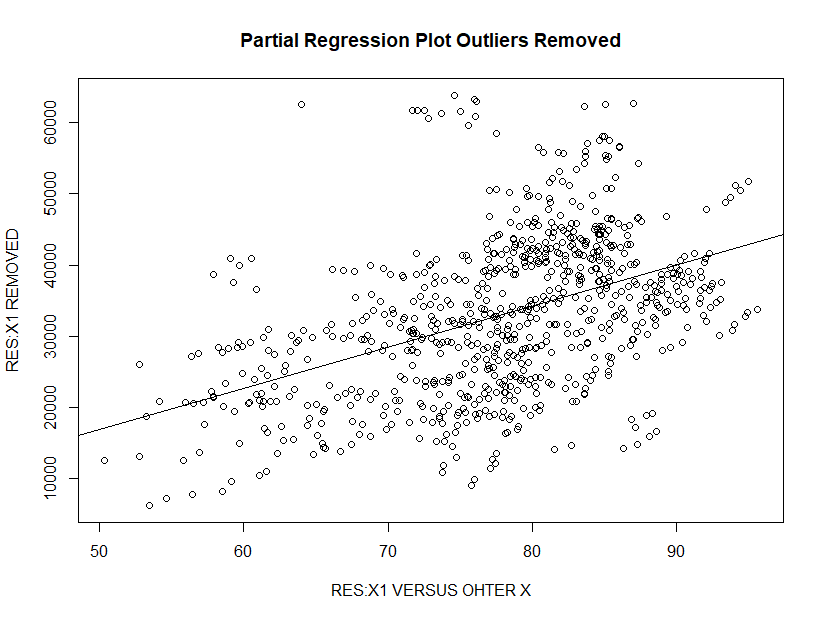 Partial Regression Plot Outliers Removed
RES:X1 REMOVED
60000
50000
40000
30000
20000
10000
50 60 70 80 90
RES:X1 VERSUS OHTER X